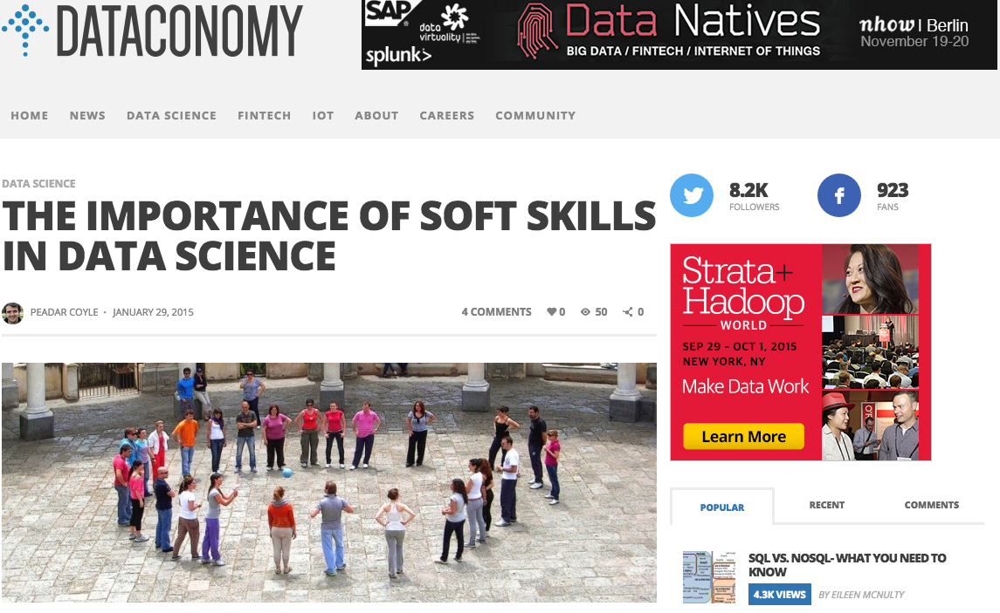 DATACONOMY
SAP
data
virtuality
splunk>
Data Natives
BIG DATA / FINTECH / INTERNET OF THINGS
nhow | Berlin
November 19-20
HOME NEWS DATA SCIENCE FINTECH IOT ABOUT CAREERS COMMUNITY
DATA SCIENCE
THE IMPORTANCE OF SOFT SKILLS
IN DATA SCIENCE
PEADAR COYLE · JANUARY 29, 2015
4 COMMENTS 0 50 0
8.2K
FOLLOWERS
923
FANS
Strata+
Hadoop
WORLD
SEP 29 – OCT 1, 2015
NEW YORK, NY
Make Data Work
Learn More
POPULAR RECENT COMMENTS
SQL VS. NOSQL- WHAT YOU NEED TO
KNOW
4.3K VIEWS BY EILEEN MCNULTY